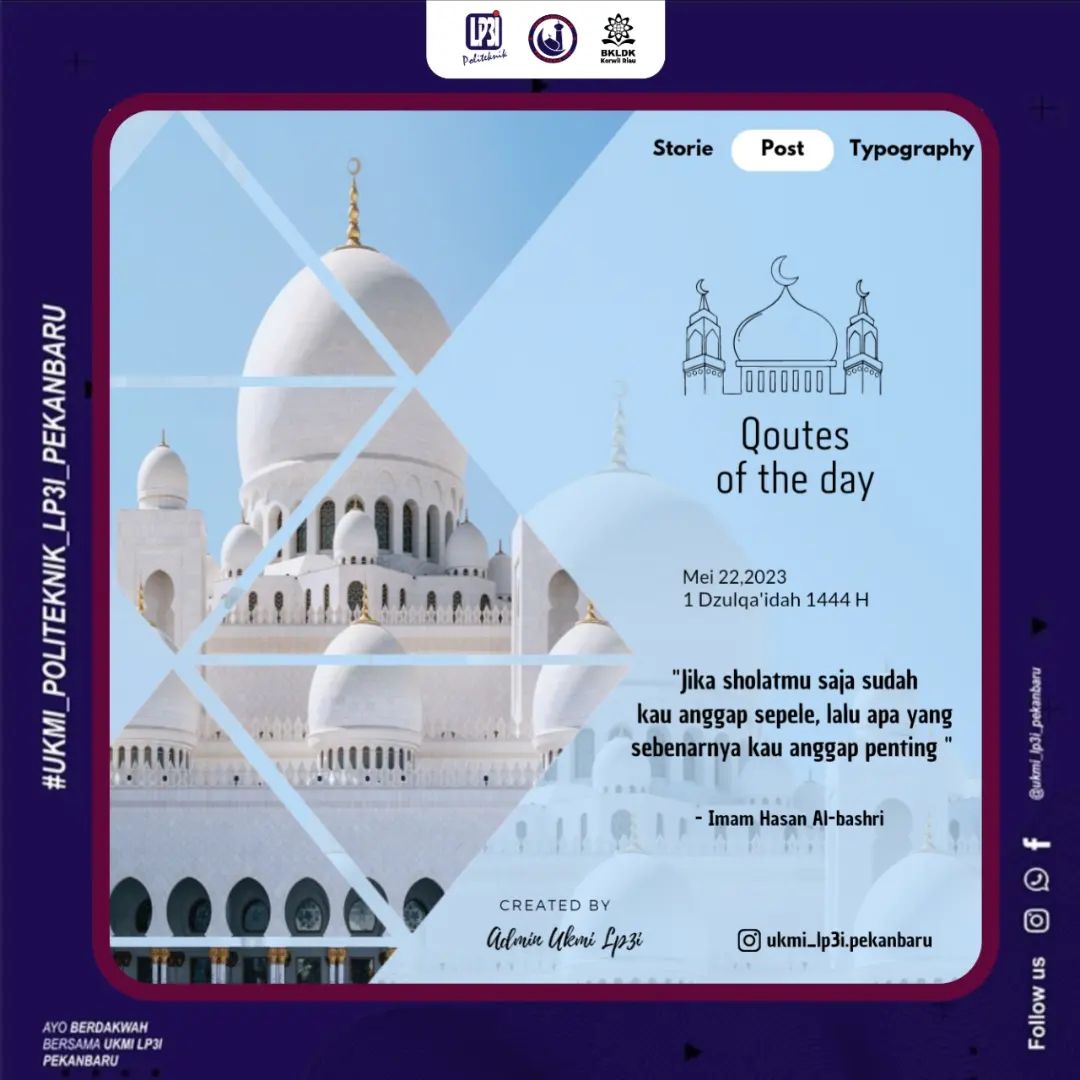 LP3I
Politeknik
BKLDK
Korwil Riau
Storie
Post
Typography
Qoutes
of the day
Mei 22,2023
1 Dzulqa'idah 1444 H
"Jika sholatmu saja sudah
kau anggap sepele, lalu apa yang
sebenarnya kau anggap penting "
- Imam Hasan Al-bashri
CREATED BY
Admin Ukmi Lp3i
ukmi_lp3i.pekanbaru
#UKMI_POLITEKNIK_LP3I_PEKANBARU
@ukmi_lp3i_pekanbaru
Follow us
AYO BERDAKWAH
BERSAMA UKMI LP3I
PEKANBARU